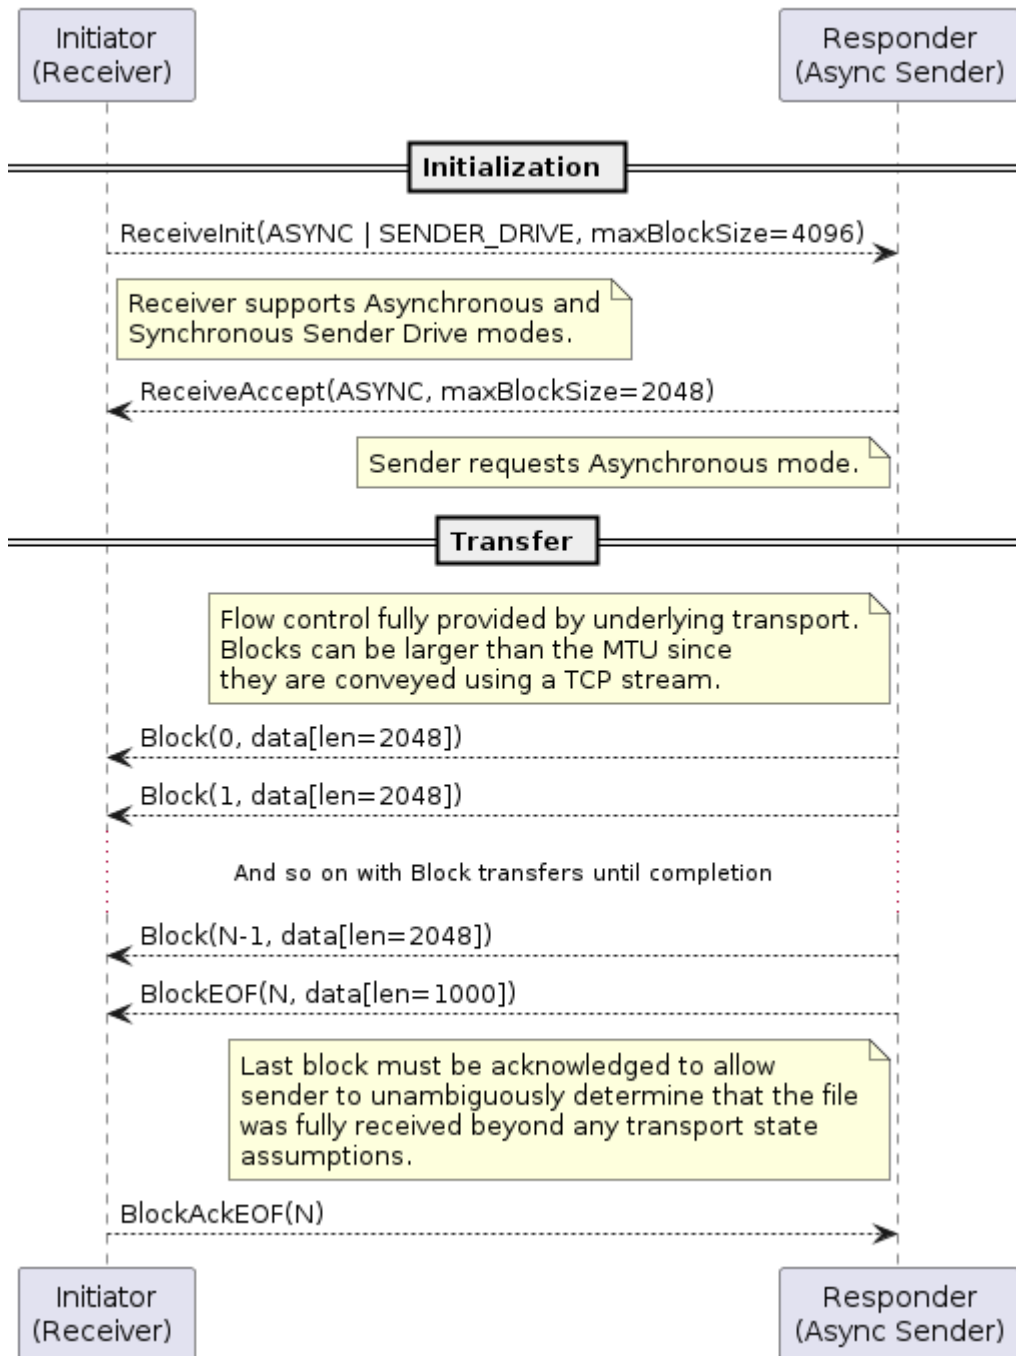 Initiator
(Receiver)
Responder
(Async Sender)
Initialization
ReceiveInit(ASYNC | SENDER_DRIVE, maxBlockSize=4096)
Receiver supports Asynchronous and
Synchronous Sender Drive modes.
ReceiveAccept(ASYNC, maxBlockSize=2048)
Sender requests Asynchronous mode.
Transfer
Flow control fully provided by underlying transport.
Blocks can be larger than the MTU since
they are conveyed using a TCP stream.
Block(0, data[len=2048])
Block(1, data[len=2048])
And so on with Block transfers until completion
Block(N-1, data[len=2048])
BlockEOF(N, data[len=1000])
Last block must be acknowledged to allow
sender to unambiguously determine that the file
was fully received beyond any transport state
assumptions.
BlockAckEOF(N)
Initiator
(Receiver)
Responder
(Async Sender)